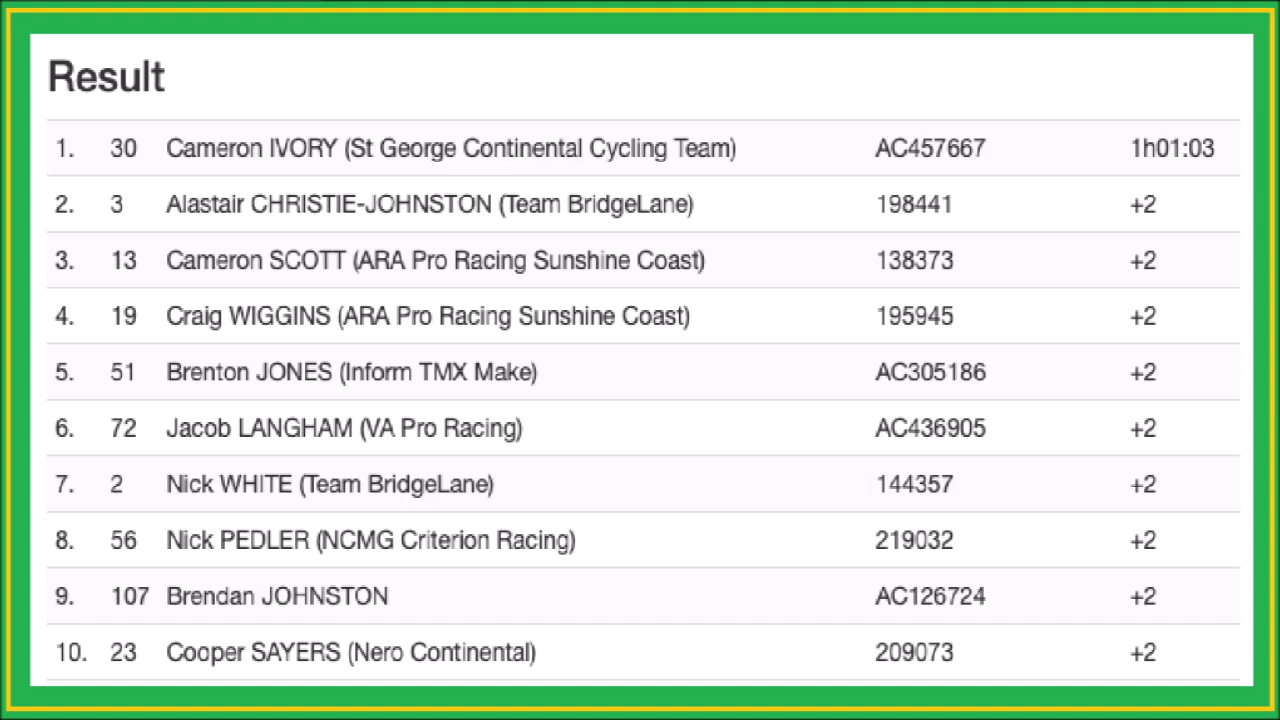 Result
1. 30 Cameron IVORY (St George Continental Cycling Team) AC457667 1h01:03
2. 3 Alastair CHRISTIE-JOHNSTON (Team BridgeLane) 198441 +2
3. 13 Cameron SCOTT (ARA Pro Racing Sunshine Coast) 138373 +2
4. 19 Craig WIGGINS (ARA Pro Racing Sunshine Coast) 195945 +2
5. 51 Brenton JONES (Inform TMX Make) AC305186 +2
6. 72 Jacob LANGHAM (VA Pro Racing) AC436905 +2
7. 2 Nick WHITE (Team BridgeLane) 144357 +2
8. 56 Nick PEDLER (NCMG Criterion Racing) 219032 +2
9. 107 Brendan JOHNSTON AC126724 +2
10. 23 Cooper SAYERS (Nero Continental) 209073 +2